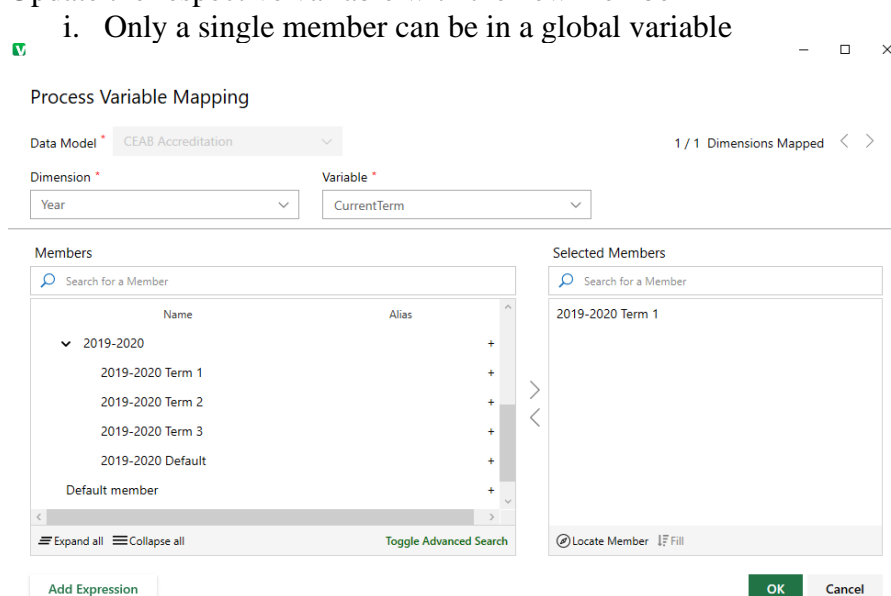 i. Only a single member can be in a global variable
Process Variable Mapping
Data Model * CEAB Accreditation
1 / 1 Dimensions Mapped
Dimension * Variable *
Year CurrentTerm
Members Selected Members
Search for a Member Search for a Member
Name Alias 2019-2020 Term 1
2019-2020 +
2019-2020 Term 1 +
2019-2020 Term 2 +
2019-2020 Term 3 +
2019-2020 Default +
Default member +
Expand all Collapse all Toggle Advanced Search Locate Member Fill
Add Expression OK Cancel